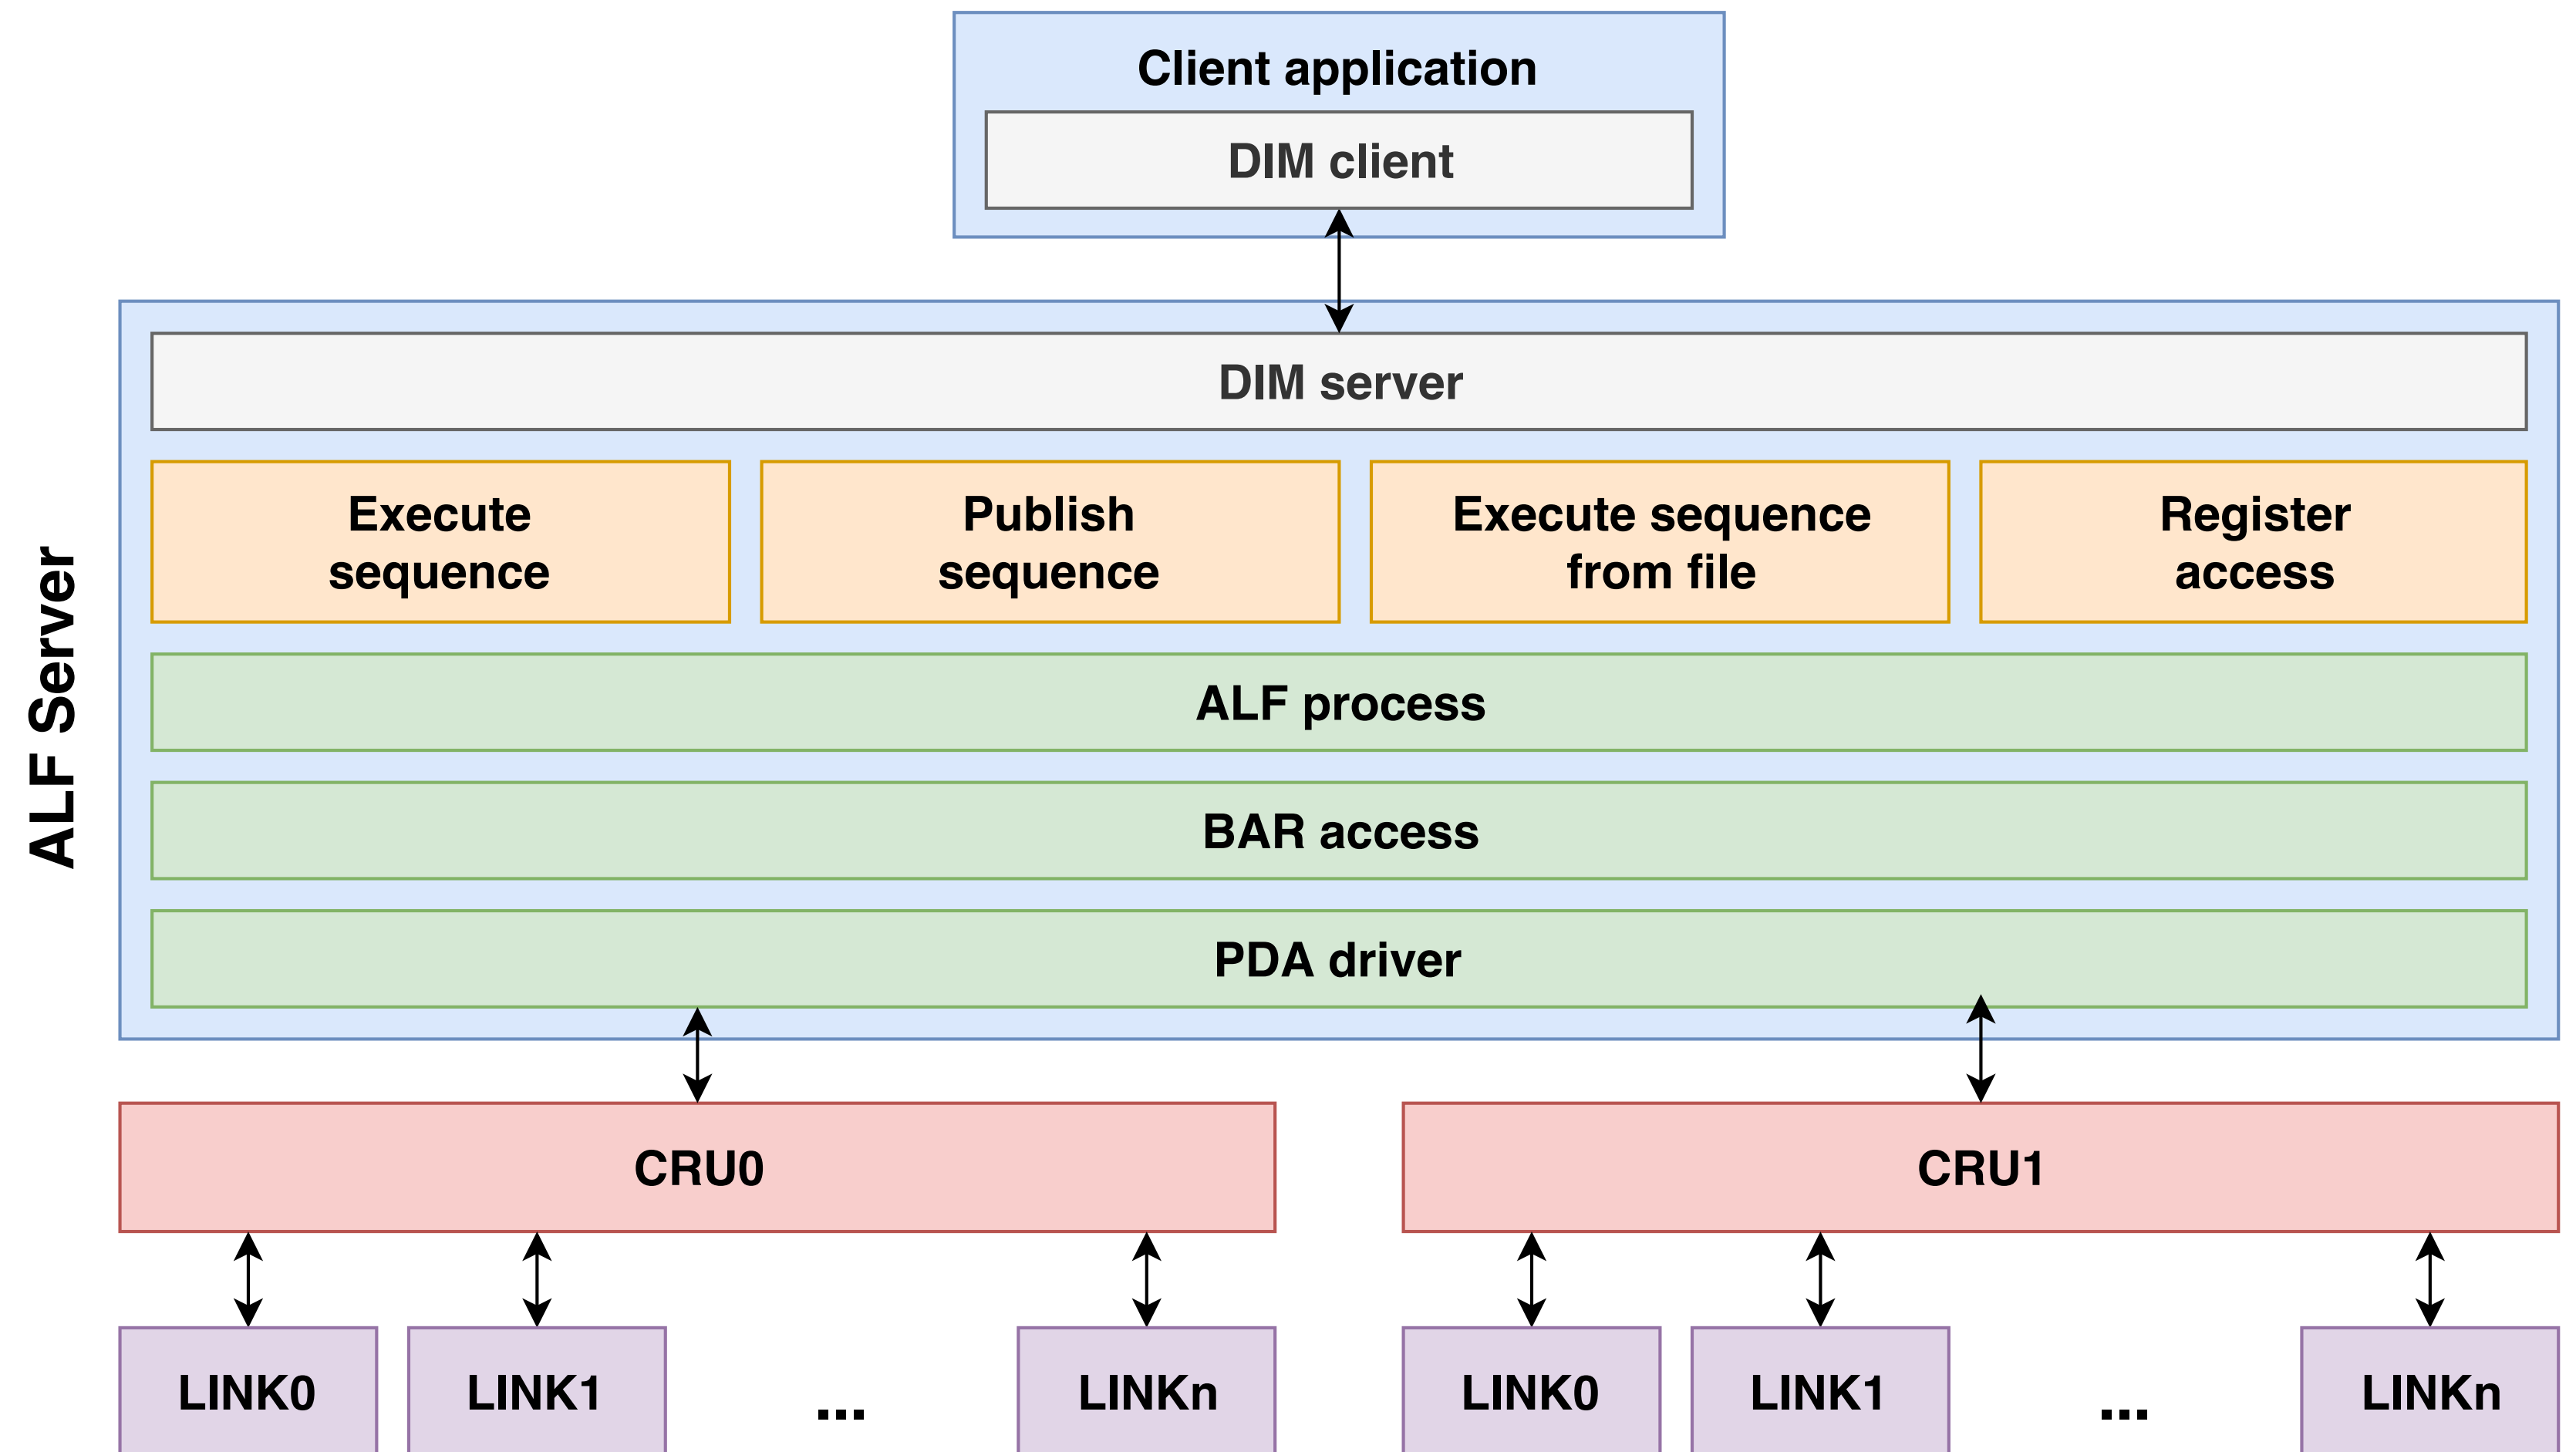 Client application
DIM client
ALF Server
DIM server
Execute
sequence
Publish
sequence
Execute sequence
from file
Register
access
ALF process
BAR access
PDA driver
CRU0
CRU1
LINK0
LINK1
...
LINKn
LINK0
LINK1
...
LINKn